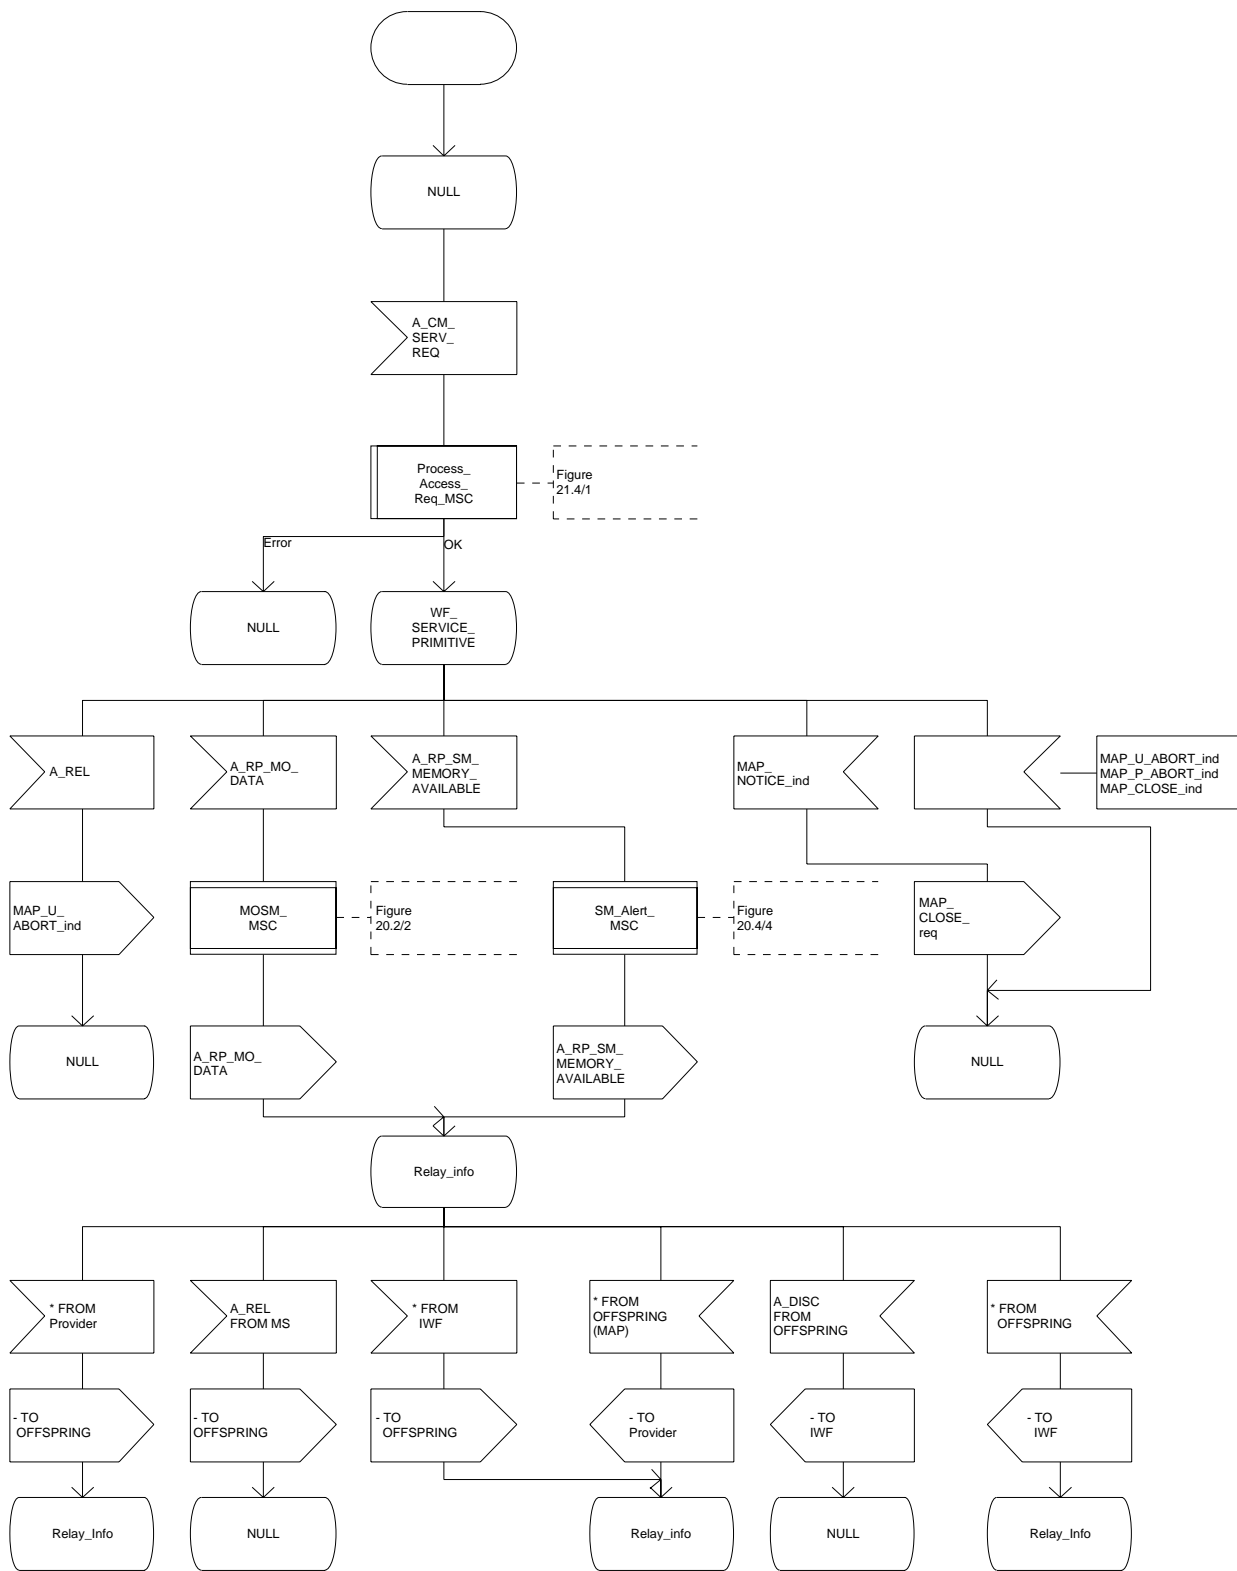 NULL
A_CM_
SERV_
REQ
Process_
Access_
Req_MSC
Figure
21.4/1
Error
OK
NULL
WF_
SERVICE_
PRIMITIVE
A_REL
A_RP_MO_
DATA
A_RP_SM_
MEMORY_
AVAILABLE
MAP_
NOTICE_ind
MAP_U_ABORT_ind
MAP_P_ABORT_ind
MAP_CLOSE_ind
MAP_U_
ABORT_ind
MOSM_
MSC
Figure
20.2/2
SM_Alert_
MSC
Figure
20.4/4
MAP_
CLOSE_
req
NULL
A_RP_MO_
DATA
A_RP_SM_
MEMORY_
AVAILABLE
NULL
Relay_info
* FROM
Provider
A_REL
FROM MS
* FROM
IWF
* FROM
OFFSPRING
(MAP)
A_DISC
FROM
OFFSPRING
* FROM
OFFSPRING
- TO
OFFSPRING
- TO
OFFSPRING
- TO
OFFSPRING
- TO
Provider
- TO
IWF
- TO
IWF
Relay_Info
NULL
Relay_info
NULL
Relay_Info